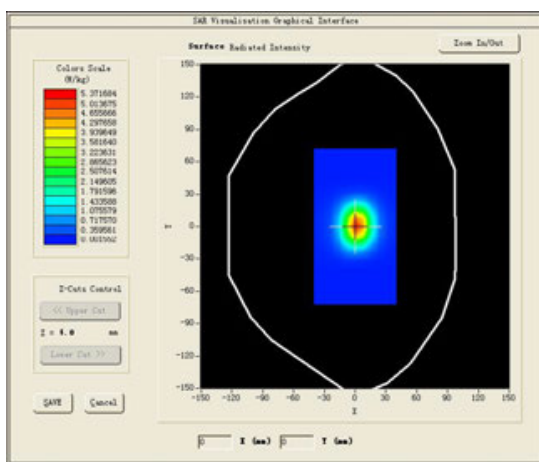 SAR Visualisation Graphical Interface
Surface Radiated Intensity
Zoom In/Out
Colors Scale
(W/kg)
5.371684
5.013675
4.655666
4.297658
3.939649
3.581640
3.223631
2.865623
2.507614
2.149605
1.791596
1.433588
1.075579
0.717570
0.359561
0.001552
150
120
90
60
30
0
-30
-60
-90
-120
-150
Y
-150 -120 -90 -60 -30 0 30 60 90 120 150
X
Z-Cuts Control
<< Upper Cut
Z = 4.0 mm
Lower Cut >>
SAVE Cancel
0 X (mm) 0 Y (mm)